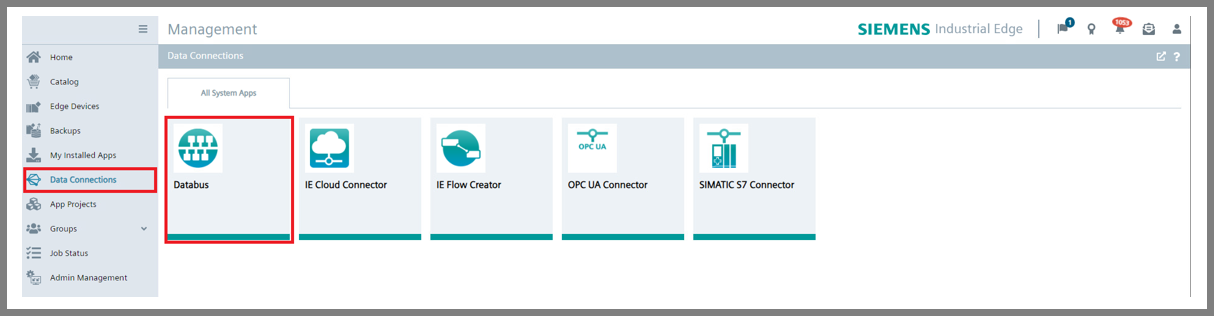 Management
SIEMENS Industrial Edge
1
1053
Home
Catalog
Edge Devices
Backups
My Installed Apps
Data Connections
App Projects
Groups
Job Status
Admin Management
Data Connections
?
All System Apps
Databus
IE Cloud Connector
IE Flow Creator
OPC UA
OPC UA Connector
SIMATIC S7 Connector